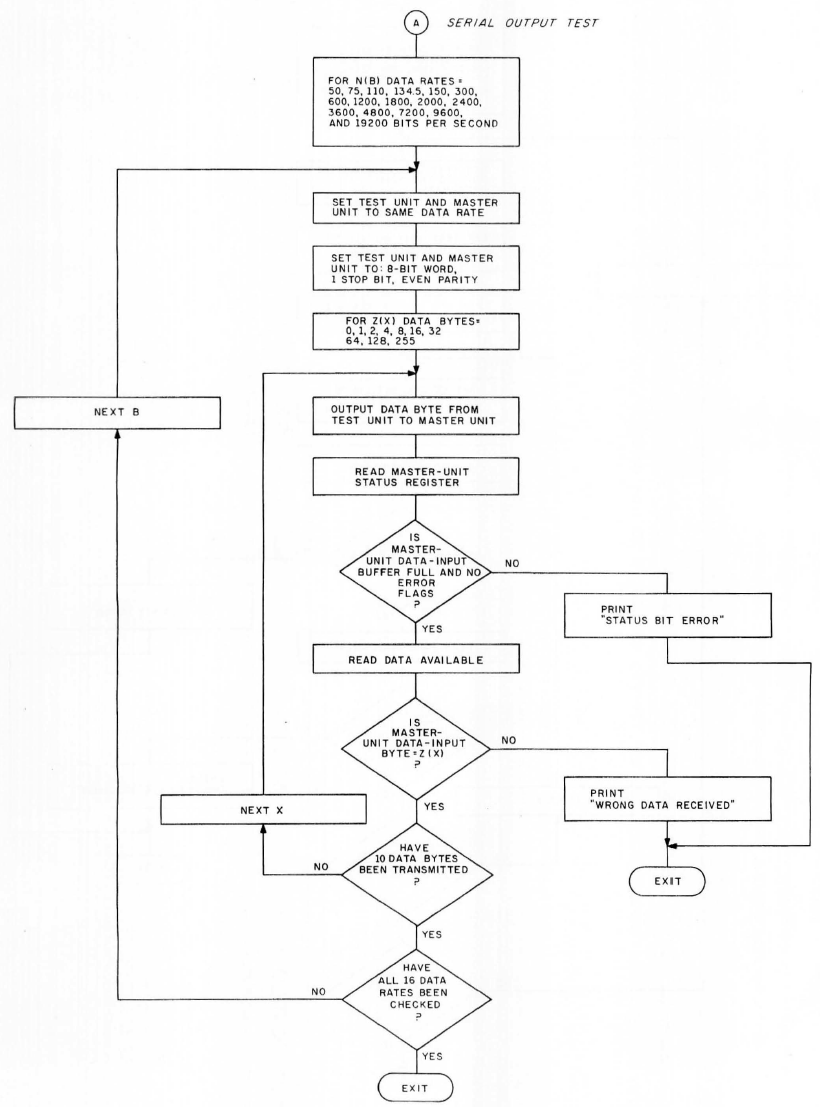 A SERIAL OUTPUT TEST
FOR N(B) DATA RATES=
50, 75, 110, 134.5, 150, 300,
600, 1200, 1800, 2000, 2400,
3600, 4800, 7200, 9600,
AND 19200 BITS PER SECOND
SET TEST UNIT AND MASTER
UNIT TO SAME DATA RATE
SET TEST UNIT AND MASTER
UNIT TO: 8-BIT WORD,
1 STOP BIT, EVEN PARITY
FOR Z(X) DATA BYTES=
0, 1, 2, 4, 8, 16, 32
64, 128, 255
NEXT B
OUTPUT DATA BYTE FROM
TEST UNIT TO MASTER UNIT
READ MASTER-UNIT
STATUS REGISTER
IS
MASTER-
UNIT DATA-INPUT
BUFFER FULL AND NO
ERROR
FLAGS
?
NO
YES
PRINT
"STATUS BIT ERROR"
READ DATA AVAILABLE
IS
MASTER-
UNIT DATA-INPUT
BYTE=Z(X)
?
NO
YES
PRINT
"WRONG DATA RECEIVED"
NEXT X
HAVE
10 DATA BYTES
BEEN TRANSMITTED
?
NO
YES
EXIT
HAVE
ALL 16 DATA
RATES BEEN
CHECKED
?
NO
YES
EXIT